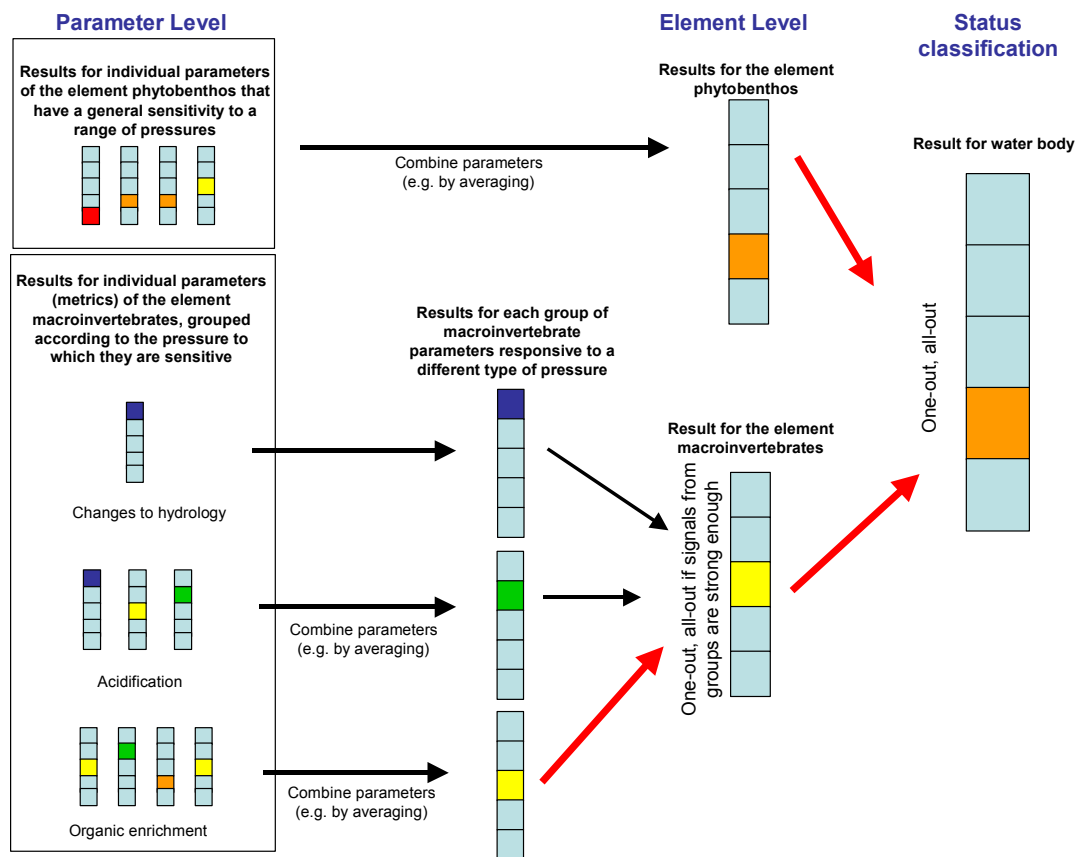 Parameter Level
Element Level
Status
classification
Results for individual parameters
of the element phytobenthos that
have a general sensitivity to a
range of pressures
Combine parameters
(e.g. by averaging)
Results for the element
phytobenthos
Result for water body
Results for individual parameters
(metrics) of the element
macroinvertebrates, grouped
according to the pressure to
which they are sensitive
Changes to hydrology
Acidification
Organic enrichment
Combine parameters
(e.g. by averaging)
Combine parameters
(e.g. by averaging)
Results for each group of
macroinvertebrate
parameters responsive to a
different type of pressure
Result for the element
macroinvertebrates
One-out, all-out if signals from
groups are strong enough
One-out, all-out